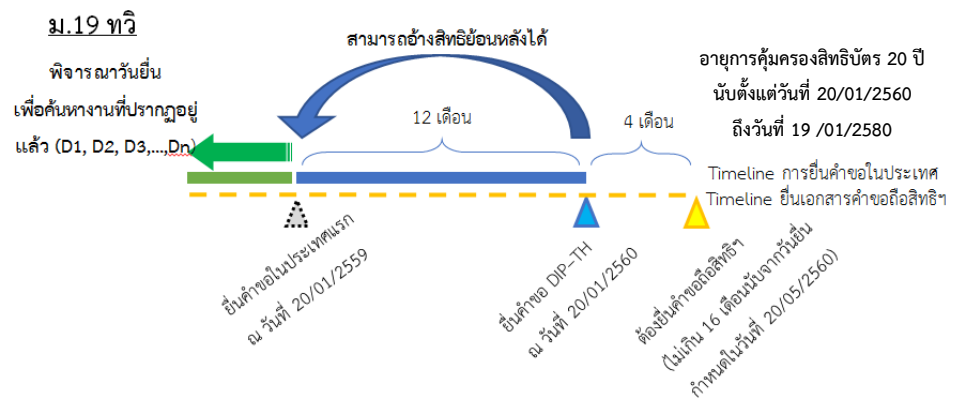 ม.19 ทวิ
พิจารณาวันยื่น
เพื่อค้นหางานที่ปรากฏอยู่
แล้ว (D1, D2, D3,...,Dn)
สามารถอ้างสิทธิย้อนหลังได้
12 เดือน
4 เดือน
อายุการคุ้มครองสิทธิบัตร 20 ปี
นับตั้งแต่วันที่ 20/01/2560
ถึงวันที่ 19 /01/2580
Timeline การยื่นคำขอในประเทศ
Timeline ยื่นเอกสารคำขอถือสิทธิฯ
ยื่นคำขอในประเทศแรก
ณ วันที่ 20/01/2559
ยื่นคำขอ DIP-TH
ณ วันที่ 20/01/2560
ต้องยื่นคำขอถือสิทธิฯ
(ไม่เกิน 16 เดือนนับจากวันยื่น
กำหนดในวันที่ 20/05/2560)